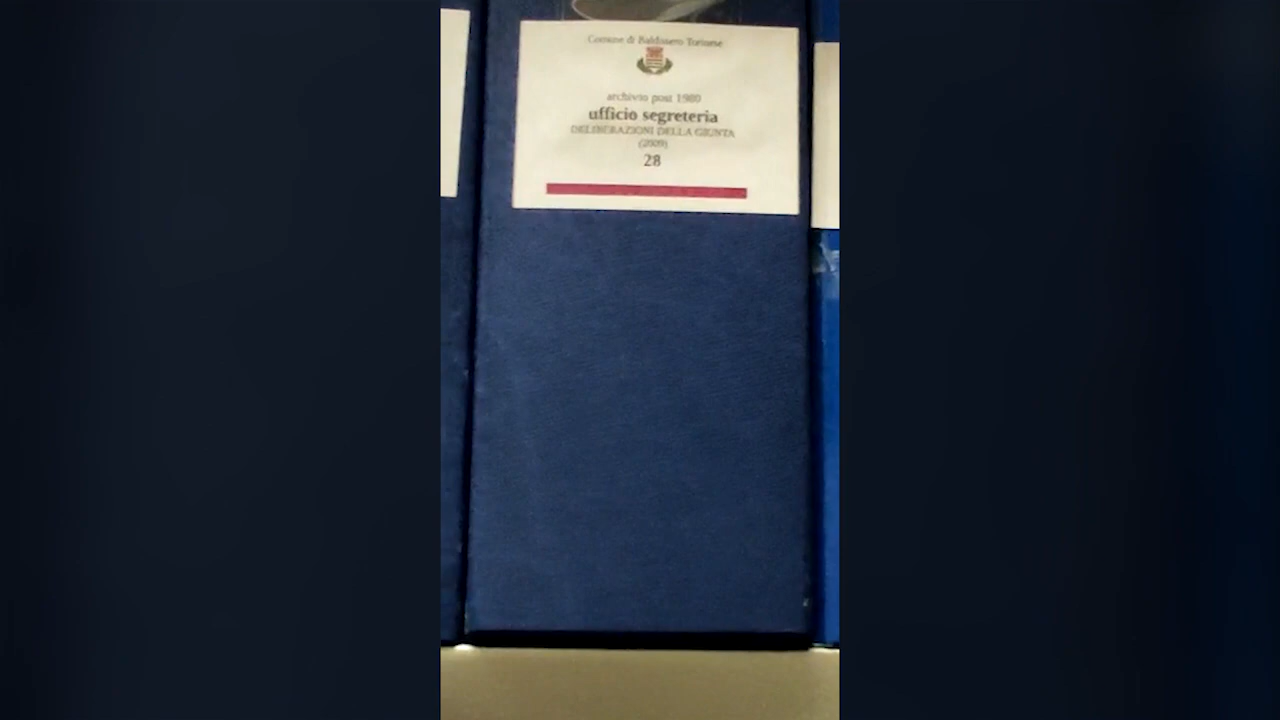 Comune di Baldissero Torinese
archivio post 1980
ufficio segreteria
DELIBERAZIONI DELLA GIUNTA
(2009)
28